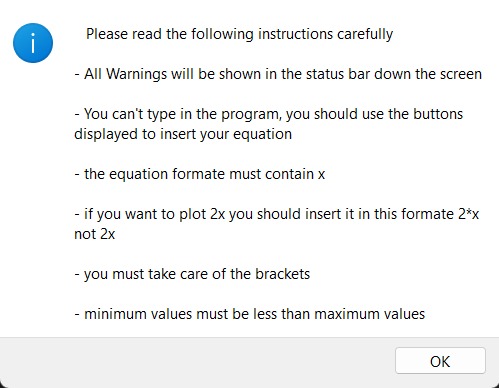 Please read the following instructions carefully
- All Warnings will be shown in the status bar down the screen
- You can't type in the program, you should use the buttons
displayed to insert your equation
- the equation formate must contain x
- if you want to plot 2x you should insert it in this formate 2*x
not 2x
- you must take care of the brackets
- minimum values must be less than maximum values
OK